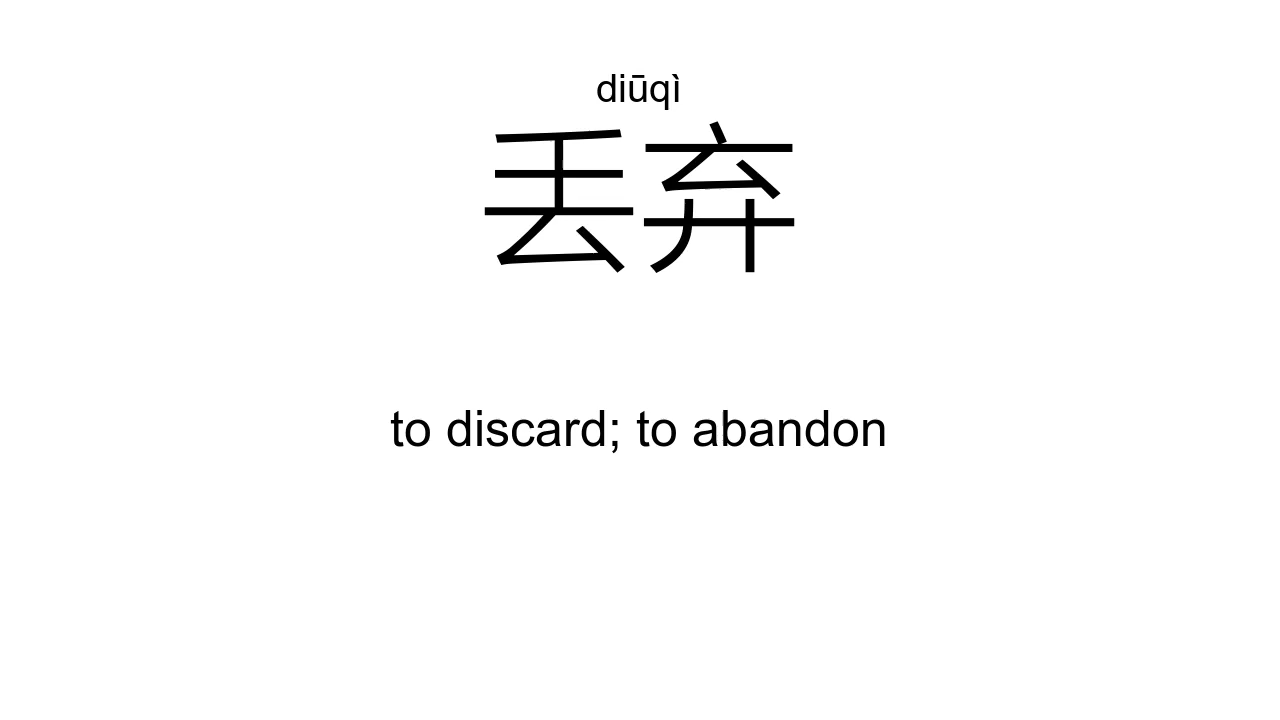 diūqì
丢弃
to discard; to abandon